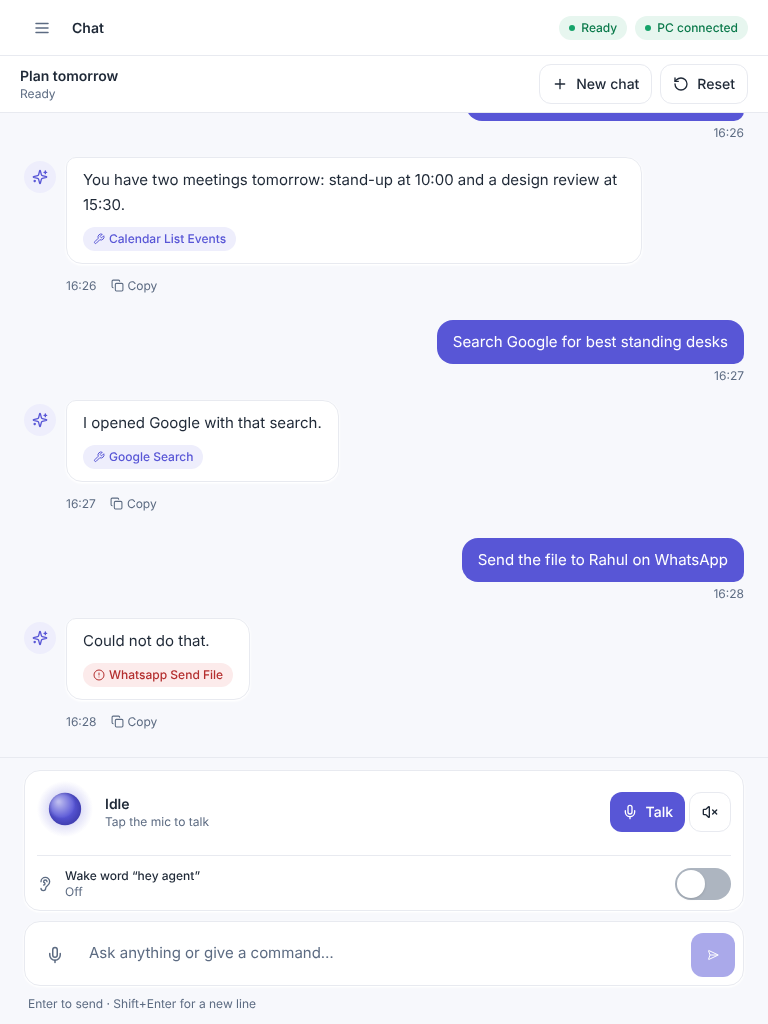 Chat
Ready
PC connected
Plan tomorrow
Ready
New chat
Reset
16:26
You have two meetings tomorrow: stand-up at 10:00 and a design review at
15:30.
Calendar List Events
16:26
Copy
Search Google for best standing desks
16:27
I opened Google with that search.
Google Search
16:27
Copy
Send the file to Rahul on WhatsApp
16:28
Could not do that.
Whatsapp Send File
16:28
Copy
Idle
Tap the mic to talk
Talk
Wake word “hey agent”
Off
Ask anything or give a command...
Enter to send · Shift+Enter for a new line